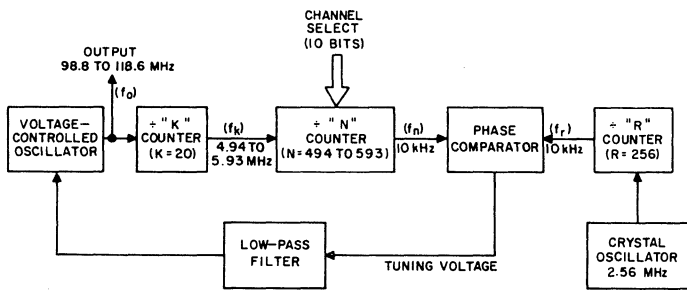 CHANNEL
SELECT
(10 BITS)
OUTPUT
98.8 TO 118.6 MHz
(fo)
VOLTAGE-
CONTROLLED
OSCILLATOR
÷ "K"
COUNTER
(K = 20)
(fk)
4.94 TO
5.93 MHz
÷ "N"
COUNTER
(N = 494 TO 593)
(fn)
10 kHz
PHASE
COMPARATOR
(fr)
10 kHz
÷ "R"
COUNTER
(R = 256)
LOW-PASS
FILTER
TUNING VOLTAGE
CRYSTAL
OSCILLATOR
2.56 MHz